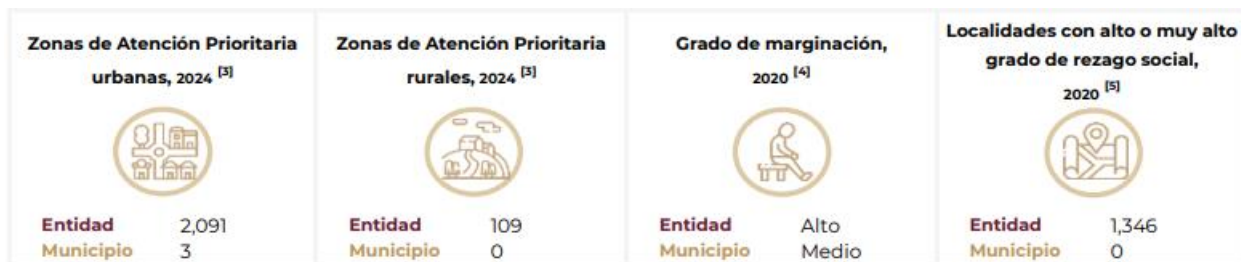 Zonas de Atención Prioritaria
urbanas, 2024 [3]
Entidad 2,091
Municipio 3
Zonas de Atención Prioritaria
rurales, 2024 [3]
Entidad 109
Municipio 0
Grado de marginación,
2020 [4]
Entidad Alto
Municipio Medio
Localidades con alto o muy alto
grado de rezago social,
2020 [5]
Entidad 1,346
Municipio 0